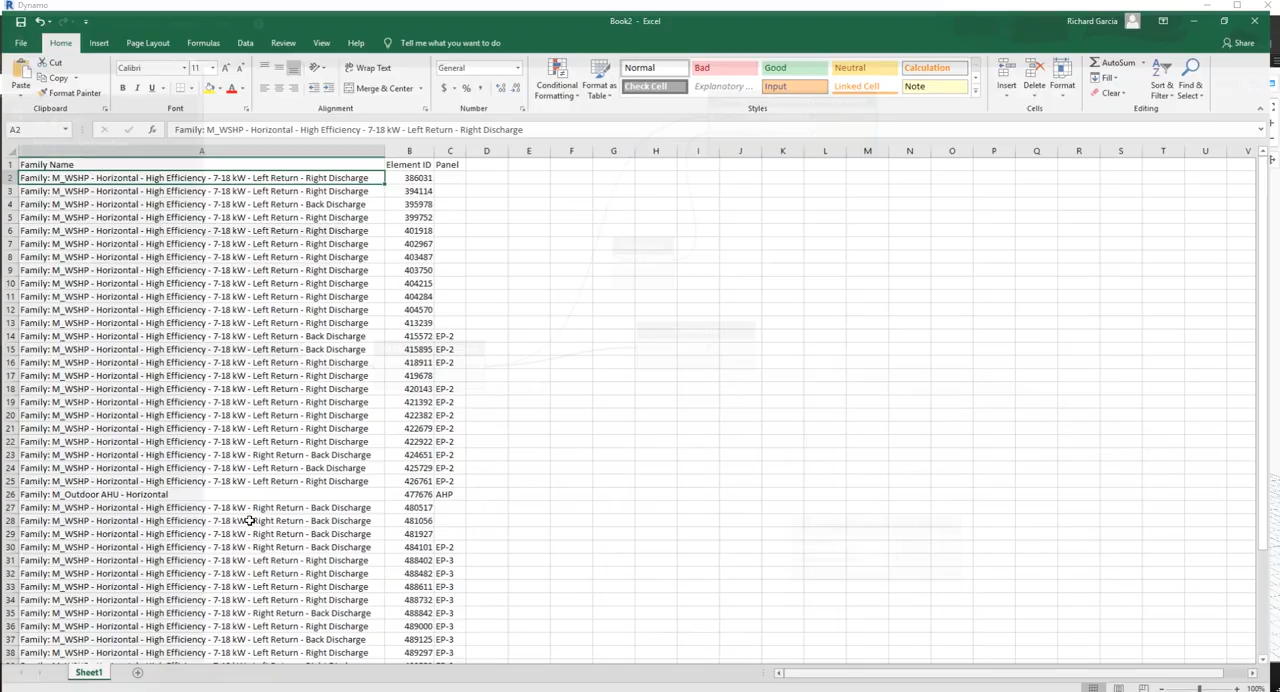 Dynamo
Book2 - Excel
Richard Garcia
File Home Insert Page Layout Formulas Data Review View Help Tell me what you want to do Share
Paste Cut Copy Format Painter Clipboard
Calibri 11 B I U A Font
Wrap Text Merge & Center Alignment
General $ % Number
Conditional Formatting Format as Table Normal Bad Good Neutral Calculation
Check Cell Explanatory ... Input Linked Cell Note Styles
Insert Delete Format Cells
AutoSum Fill Clear Sort & Filter Find & Select Editing
A2 fx Family: M_WSHP - Horizontal - High Efficiency - 7-18 kW - Left Return - Right Discharge
A B C D E F G H I J K L M N O P Q R S T U V
1 Family Name Element ID Panel
2 Family: M_WSHP - Horizontal - High Efficiency - 7-18 kW - Left Return - Right Discharge 386031
3 Family: M_WSHP - Horizontal - High Efficiency - 7-18 kW - Left Return - Right Discharge 394114
4 Family: M_WSHP - Horizontal - High Efficiency - 7-18 kW - Left Return - Back Discharge 395978
5 Family: M_WSHP - Horizontal - High Efficiency - 7-18 kW - Left Return - Right Discharge 399752
6 Family: M_WSHP - Horizontal - High Efficiency - 7-18 kW - Left Return - Right Discharge 401918
7 Family: M_WSHP - Horizontal - High Efficiency - 7-18 kW - Left Return - Right Discharge 402967
8 Family: M_WSHP - Horizontal - High Efficiency - 7-18 kW - Left Return - Right Discharge 403487
9 Family: M_WSHP - Horizontal - High Efficiency - 7-18 kW - Left Return - Right Discharge 403750
10 Family: M_WSHP - Horizontal - High Efficiency - 7-18 kW - Left Return - Right Discharge 404215
11 Family: M_WSHP - Horizontal - High Efficiency - 7-18 kW - Left Return - Right Discharge 404284
12 Family: M_WSHP - Horizontal - High Efficiency - 7-18 kW - Left Return - Right Discharge 404570
13 Family: M_WSHP - Horizontal - High Efficiency - 7-18 kW - Left Return - Right Discharge 413239
14 Family: M_WSHP - Horizontal - High Efficiency - 7-18 kW - Left Return - Back Discharge 415572 EP-2
15 Family: M_WSHP - Horizontal - High Efficiency - 7-18 kW - Left Return - Back Discharge 415895 EP-2
16 Family: M_WSHP - Horizontal - High Efficiency - 7-18 kW - Left Return - Right Discharge 418911 EP-2
17 Family: M_WSHP - Horizontal - High Efficiency - 7-18 kW - Left Return - Right Discharge 419678
18 Family: M_WSHP - Horizontal - High Efficiency - 7-18 kW - Left Return - Right Discharge 420143 EP-2
19 Family: M_WSHP - Horizontal - High Efficiency - 7-18 kW - Left Return - Right Discharge 421392 EP-2
20 Family: M_WSHP - Horizontal - High Efficiency - 7-18 kW - Left Return - Right Discharge 422382 EP-2
21 Family: M_WSHP - Horizontal - High Efficiency - 7-18 kW - Left Return - Right Discharge 422679 EP-2
22 Family: M_WSHP - Horizontal - High Efficiency - 7-18 kW - Left Return - Right Discharge 422922 EP-2
23 Family: M_WSHP - Horizontal - High Efficiency - 7-18 kW - Right Return - Back Discharge 424651 EP-2
24 Family: M_WSHP - Horizontal - High Efficiency - 7-18 kW - Left Return - Back Discharge 425729 EP-2
25 Family: M_WSHP - Horizontal - High Efficiency - 7-18 kW - Left Return - Right Discharge 426761 EP-2
26 Family: M_Outdoor AHU - Horizontal 477676 AHP
27 Family: M_WSHP - Horizontal - High Efficiency - 7-18 kW - Right Return - Back Discharge 480517
28 Family: M_WSHP - Horizontal - High Efficiency - 7-18 kW - Right Return - Back Discharge 481056
29 Family: M_WSHP - Horizontal - High Efficiency - 7-18 kW - Right Return - Back Discharge 481927
30 Family: M_WSHP - Horizontal - High Efficiency - 7-18 kW - Right Return - Back Discharge 484101 EP-2
31 Family: M_WSHP - Horizontal - High Efficiency - 7-18 kW - Left Return - Right Discharge 488402 EP-3
32 Family: M_WSHP - Horizontal - High Efficiency - 7-18 kW - Left Return - Right Discharge 488482 EP-3
33 Family: M_WSHP - Horizontal - High Efficiency - 7-18 kW - Left Return - Right Discharge 488611 EP-3
34 Family: M_WSHP - Horizontal - High Efficiency - 7-18 kW - Left Return - Right Discharge 488732 EP-3
35 Family: M_WSHP - Horizontal - High Efficiency - 7-18 kW - Right Return - Back Discharge 488842 EP-3
36 Family: M_WSHP - Horizontal - High Efficiency - 7-18 kW - Left Return - Right Discharge 489000 EP-3
37 Family: M_WSHP - Horizontal - High Efficiency - 7-18 kW - Left Return - Back Discharge 489125 EP-3
38 Family: M_WSHP - Horizontal - High Efficiency - 7-18 kW - Left Return - Right Discharge 489297 EP-3
Sheet1
100%